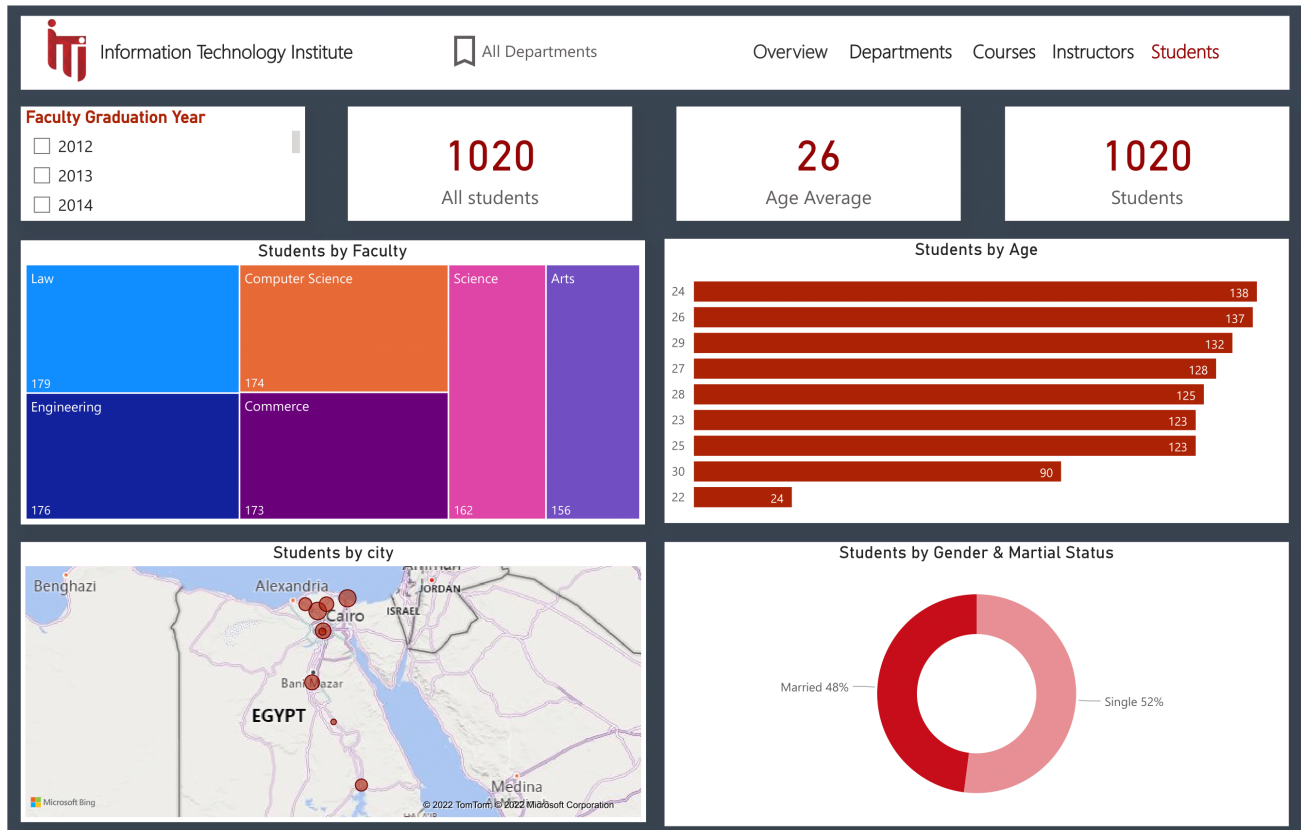 iTi
Information Technology Institute
All Departments
Overview Departments Courses Instructors Students
Faculty Graduation Year
2012
2013
2014
1020
All students
26
Age Average
1020
Students
Students by Faculty
Law
179
Computer Science
174
Science
162
Arts
156
Engineering
176
Commerce
173
Students by Age
24 138
26 137
29 132
27 128
28 125
23 123
25 123
30 90
22 24
Students by city
Benghazi
Alexandria
JORDAN
ISRAEL
Cairo
Bani Mazar
EGYPT
Medina
Microsoft Bing
© 2022 TomTom, © 2022 Microsoft Corporation
Students by Gender & Martial Status
Married 48%
Single 52%